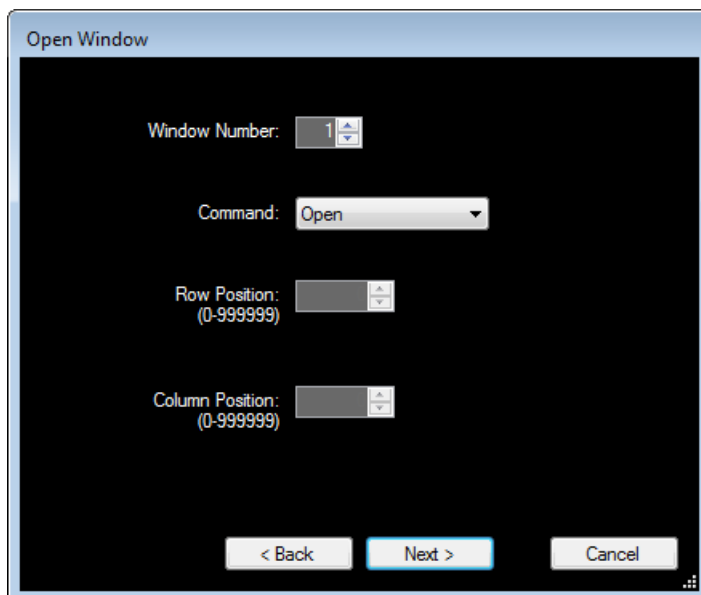 Open Window
Window Number: 1
Command: Open
Row Position:
(0-999999)
Column Position:
(0-999999)
< Back Next > Cancel